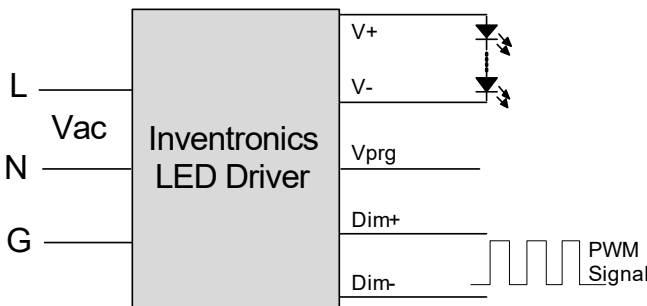 L
Vac
N
G
Inventronics
LED Driver
V+
V-
Vprg
Dim+
Dim-
PWM
Signal